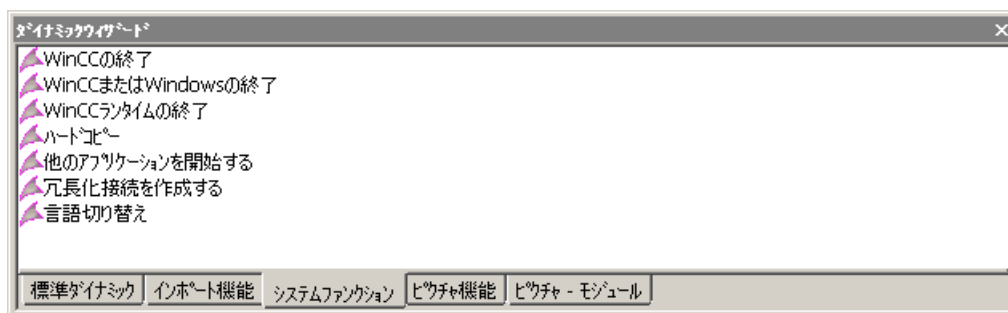 ﾀﾞｲﾅﾐｯｸｳｨｻﾞｰﾄﾞ
WinCCの終了
WinCCまたはWindowsの終了
WinCCﾗﾝﾀｲﾑの終了
ﾊｰﾄﾞｺﾋﾟｰ
他のｱﾌﾟﾘｹｰｼｮﾝを開始する
冗長化接続を作成する
言語切り替え
標準ﾀﾞｲﾅﾐｯｸ ｲﾝﾎﾟｰﾄ機能 ｼｽﾃﾑﾌｧﾝｸｼｮﾝ ﾋﾟｸﾁｬ機能 ﾋﾟｸﾁｬ - ﾓｼﾞｭｰﾙ